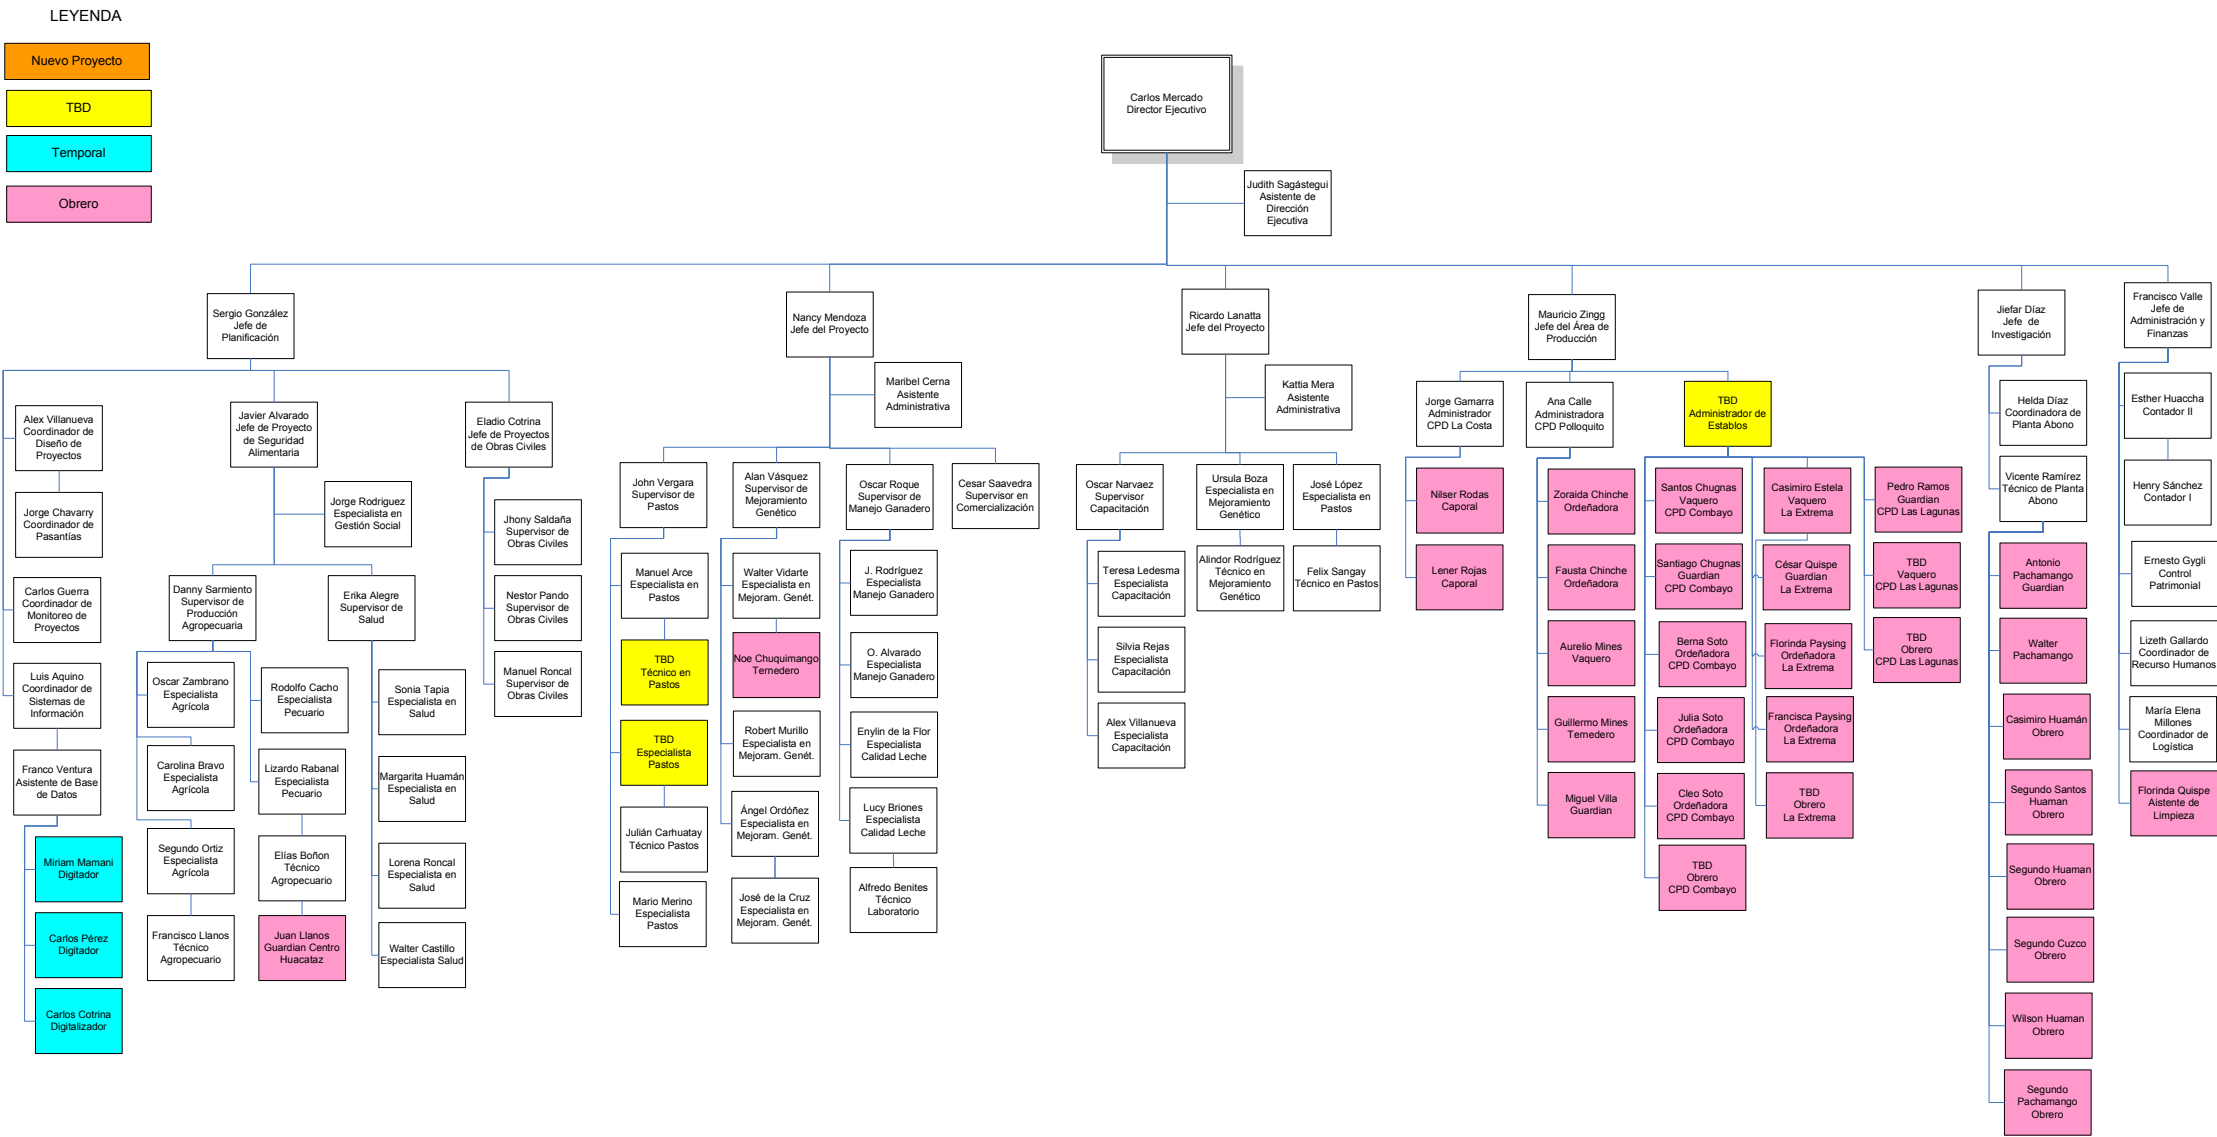 LEYENDA
Nuevo Proyecto
TBD
Temporal
Obrero
Carlos Mercado
Director Ejecutivo
Judith Sagástegui
Asistente de
Dirección
Ejecutiva
Sergio González
Jefe de
Planificación
Nancy Mendoza
Jefe del Proyecto
Ricardo Lanatta
Jefe del Proyecto
Mauricio Zingg
Jefe del Área de
Producción
Jiefar Díaz
Jefe de
Investigación
Francisco Valle
Jefe de
Administración y
Finanzas
Alex Villanueva
Coordinador de
Diseño de
Proyectos
Jorge Chavarry
Coordinador de
Pasantías
Carlos Guerra
Coordinador de
Monitoreo de
Proyectos
Luis Aquino
Coordinador de
Sistemas de
Información
Franco Ventura
Asistente de Base
de Datos
Miriam Mamani
Digitador
Carlos Pérez
Digitador
Carlos Cotrina
Digitalizador
Javier Alvarado
Jefe de Proyecto
de Seguridad
Alimentaria
Jorge Rodriguez
Especialista en
Gestión Social
Danny Sarmiento
Supervisor de
Producción
Agropecuaria
Oscar Zambrano
Especialista
Agrícola
Carolina Bravo
Especialista
Agrícola
Segundo Ortiz
Especialista
Agrícola
Francisco Llanos
Técnico
Agropecuario
Rodolfo Cacho
Especialista
Pecuario
Lizardo Rabanal
Especialista
Pecuario
Elías Boñon
Técnico
Agropecuario
Juan Llanos
Guardian Centro
Huacataz
Erika Alegre
Supervisor de
Salud
Sonia Tapia
Especialista en
Salud
Margarita Huamán
Especialista en
Salud
Lorena Roncal
Especialista en
Salud
Walter Castillo
Especialista Salud
Eladio Cotrina
Jefe de Proyectos
de Obras Civiles
Jhony Saldaña
Supervisor de
Obras Civiles
Nestor Pando
Supervisor de
Obras Civiles
Manuel Roncal
Supervisor de
Obras Civiles
Maribel Cerna
Asistente
Administrativa
John Vergara
Supervisor de
Pastos
Manuel Arce
Especialista en
Pastos
TBD
Técnico en
Pastos
TBD
Especialista
Pastos
Julián Carhuatay
Técnico Pastos
Mario Merino
Especialista
Pastos
Alan Vásquez
Supervisor de
Mejoramiento
Genético
Walter Vidarte
Especialista en
Mejoram. Genét.
Noe Chuquimango
Ternedero
Robert Murillo
Especialista en
Mejoram. Genét.
Ángel Ordóñez
Especialista en
Mejoram. Genét.
José de la Cruz
Especialista en
Mejoram. Genét.
Oscar Roque
Supervisor de
Manejo Ganadero
J. Rodríguez
Especialista
Manejo Ganadero
O. Alvarado
Especialista
Manejo Ganadero
Enylin de la Flor
Especialista
Calidad Leche
Lucy Briones
Especialista
Calidad Leche
Alfredo Benites
Técnico
Laboratorio
Cesar Saavedra
Supervisor en
Comercialización
Kattia Mera
Asistente
Administrativa
Oscar Narvaez
Supervisor
Capacitación
Teresa Ledesma
Especialista
Capacitación
Silvia Rejas
Especialista
Capacitación
Alex Villanueva
Especialista
Capacitación
Ursula Boza
Especialista en
Mejoramiento
Genético
Alindor Rodríguez
Técnico en
Mejoramiento
Genético
José López
Especialista en
Pastos
Felix Sangay
Técnico en Pastos
Jorge Gamarra
Administrador
CPD La Costa
Nilser Rodas
Caporal
Lener Rojas
Caporal
Ana Calle
Administradora
CPD Polloquito
Zoraida Chinche
Ordeñadora
Fausta Chinche
Ordeñadora
Aurelio Mines
Vaquero
Guillermo Mines
Ternedero
Miguel Villa
Guardian
TBD
Administrador de
Establos
Santos Chugnas
Vaquero
CPD Combayo
Santiago Chugnas
Guardian
CPD Combayo
Berna Soto
Ordeñadora
CPD Combayo
Julia Soto
Ordeñadora
CPD Combayo
Cleo Soto
Ordeñadora
CPD Combayo
TBD
Obrero
CPD Combayo
Casimiro Estela
Vaquero
La Extrema
César Quispe
Guardian
La Extrema
Florinda Paysing
Ordeñadora
La Extrema
Francisca Paysing
Ordeñadora
La Extrema
TBD
Obrero
La Extrema
Pedro Ramos
Guardian
CPD Las Lagunas
TBD
Vaquero
CPD Las Lagunas
TBD
Obrero
CPD Las Lagunas
Helda Díaz
Coordinadora de
Planta Abono
Vicente Ramírez
Técnico de Planta
Abono
Antonio
Pachamango
Guardian
Walter
Pachamango
Casimiro Huamán
Obrero
Segundo Santos
Huaman
Obrero
Segundo Huaman
Obrero
Segundo Cuzco
Obrero
Wilson Huaman
Obrero
Segundo
Pachamango
Obrero
Esther Huaccha
Contador II
Henry Sánchez
Contador I
Ernesto Gygli
Control
Patrimonial
Lizeth Gallardo
Coordinador de
Recurso Humanos
María Elena
Millones
Coordinador de
Logística
Florinda Quispe
Aistente de
Limpieza